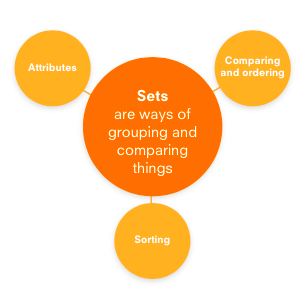 Attributes
Comparing
and ordering
Sets
are ways of
grouping and
comparing
things
Sorting